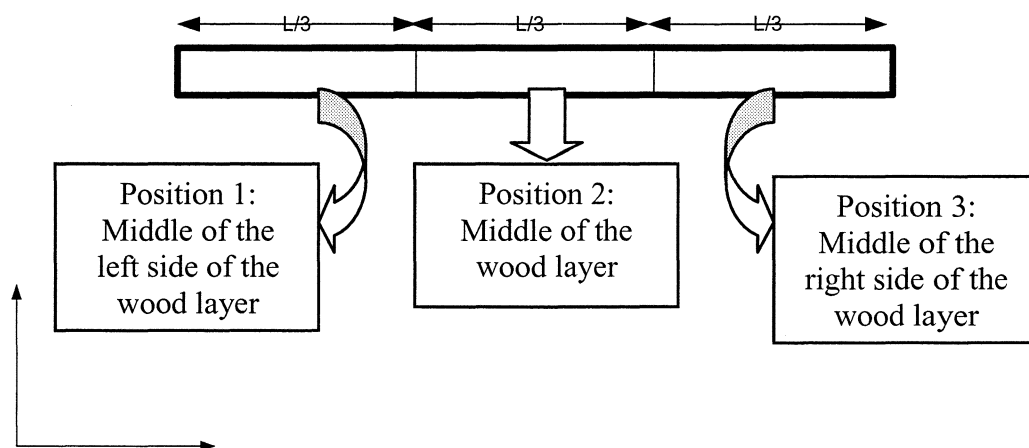 L/3 L/3 L/3
Position 1:
Middle of the
left side of the
wood layer
Position 2:
Middle of the
wood layer
Position 3:
Middle of the
right side of the
wood layer